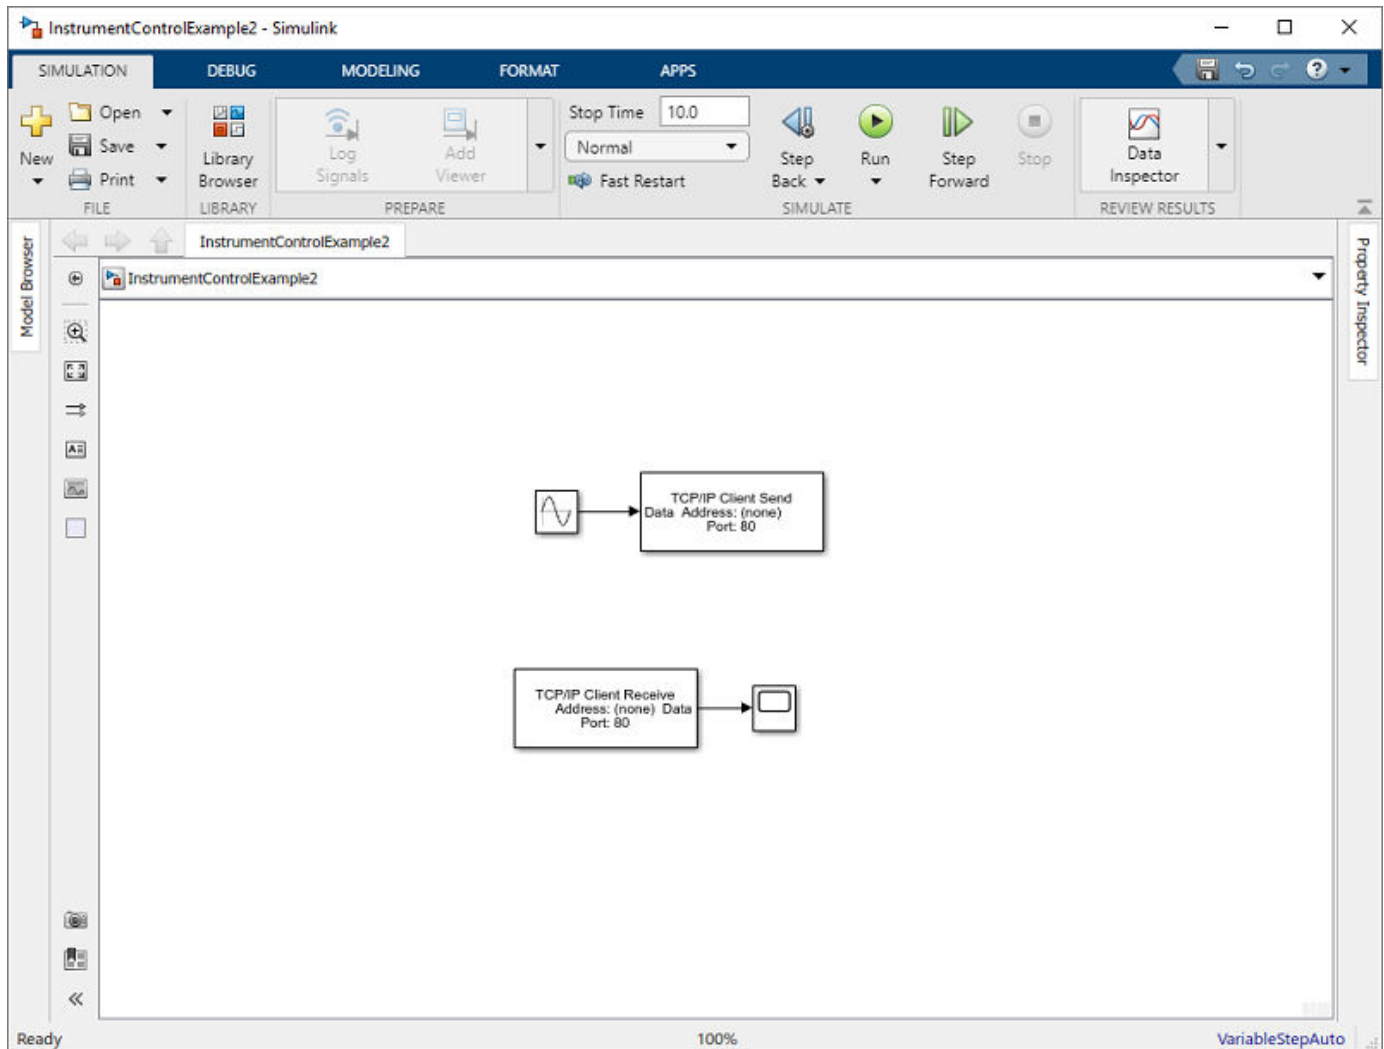 InstrumentControlExample2 - Simulink
SIMULATION DEBUG MODELING FORMAT APPS
New
Open
Save
Print
FILE
Library
Browser
LIBRARY
Log
Signals
Add
Viewer
PREPARE
Stop Time 10.0
Normal
Fast Restart
Step
Back
Run
Step
Forward
Stop
SIMULATE
Data
Inspector
REVIEW RESULTS
Model Browser
InstrumentControlExample2
InstrumentControlExample2
Property Inspector
TCP/IP Client Send
Data Address: (none)
Port: 80
TCP/IP Client Receive
Address: (none) Data
Port: 80
Ready 100% VariableStepAuto